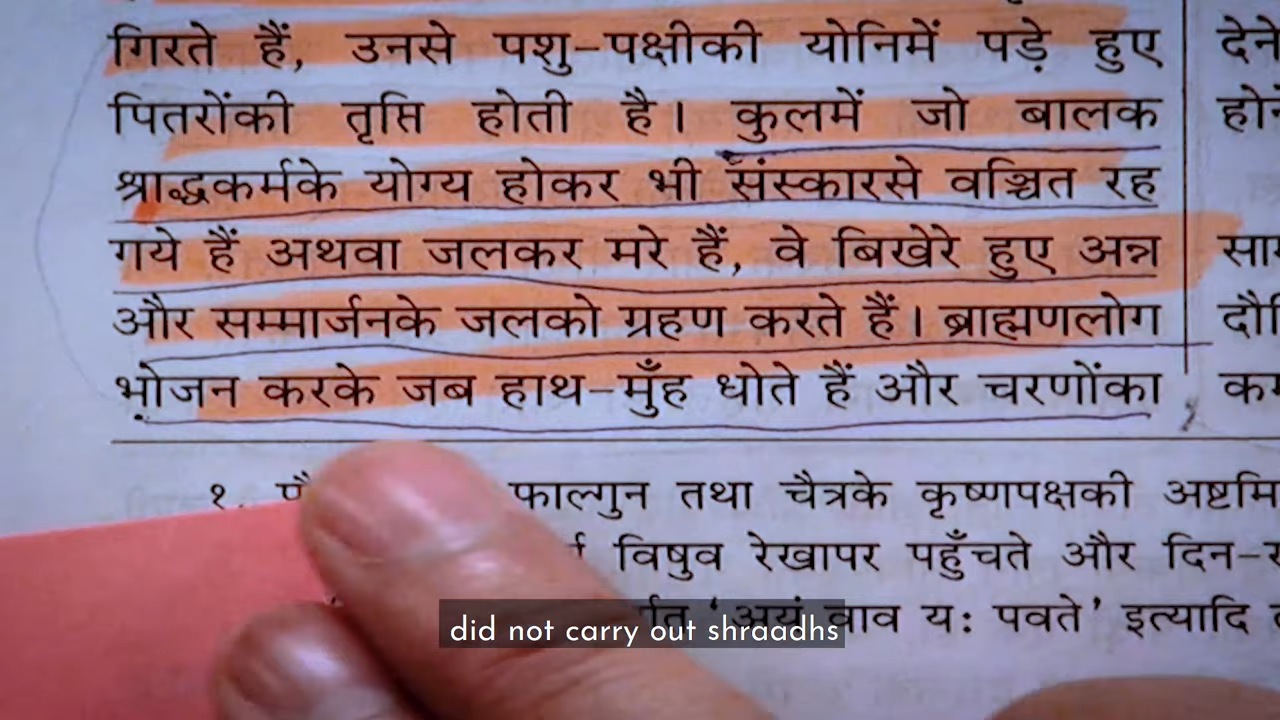 गिरते हैं, उनसे पशु-पक्षीकी योनिमें पड़े हुए
पितरोंकी तृप्ति होती है। कुलमें जो बालक
श्राद्धकर्मके योग्य होकर भी संस्कारसे वञ्चित रह
गये हैं अथवा जलकर मरे हैं, वे बिखेरे हुए अन्न
और सम्मार्जनके जलको ग्रहण करते हैं। ब्राह्मणलोग
भोजन करके जब हाथ-मुँह धोते हैं और चरणोंका
देने
१. फाल्गुन तथा चैत्रके कृष्णपक्षकी
विषुव रेखापर पहुँचते और
‘अयं वाव यः पवते’ इत्यादि
did not carry out shraadhs